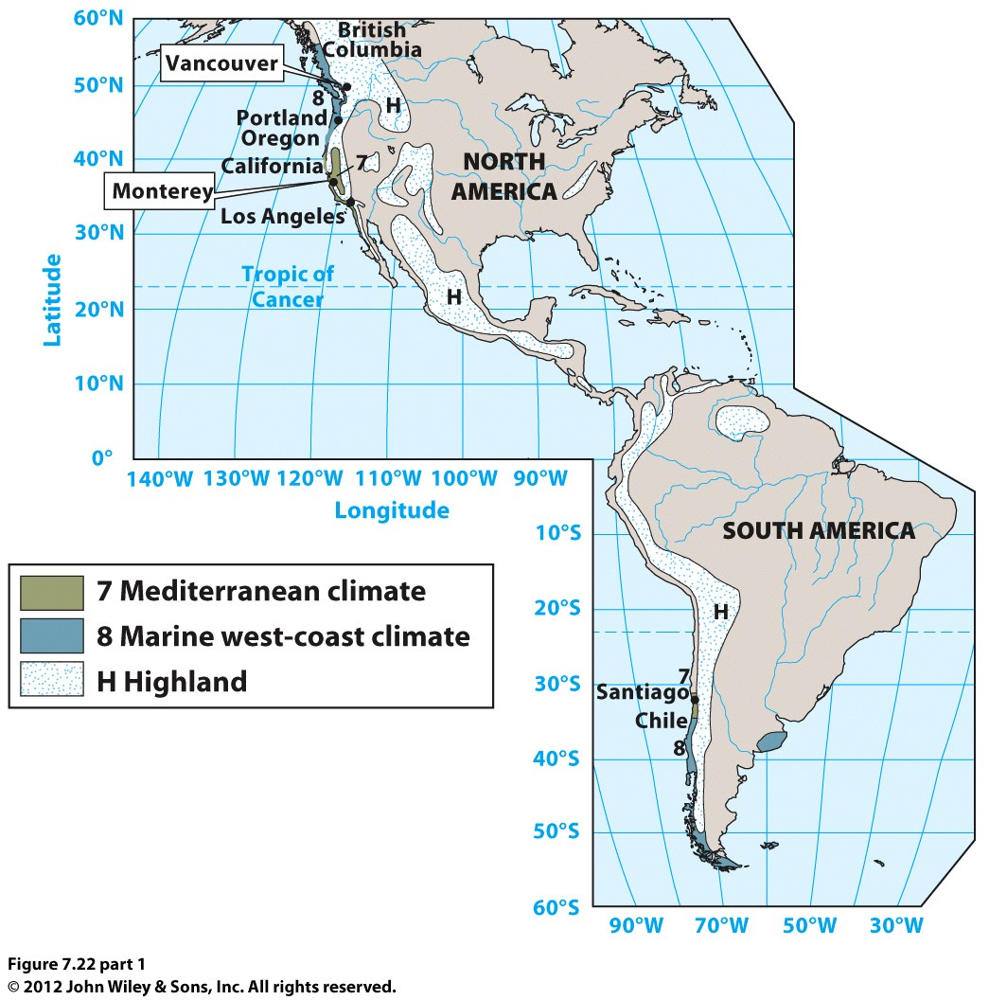 60°N
British
Columbia
Vancouver
50°N
8
H
Portland
Oregon
40°N
California
7
NORTH
AMERICA
Monterey
Los Angeles
30°N
Latitude
Tropic of
Cancer
H
20°N
10°N
0°
140°W 130°W 120°W 110°W 100°W 90°W
Longitude
10°S
SOUTH AMERICA
20°S
H
30°S
7
Santiago
Chile
8
40°S
50°S
60°S
90°W 70°W 50°W 30°W
7 Mediterranean climate
8 Marine west-coast climate
H Highland
Figure 7.22 part 1
© 2012 John Wiley & Sons, Inc. All rights reserved.